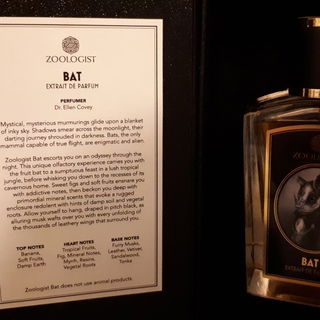 ZOOLOGIST
BAT
EXTRAIT DE PARFUM
PERFUMER
Dr. Ellen Covey
Mystical, mysterious murmurings glide upon a blanket
of inky sky. Shadows smear across the moonlight, their
darting journey shrouded in darkness. Bats, the only
mammal capable of true flight, are enigmatic and alien.
Zoologist Bat escorts you on an odyssey through the
night. This unique olfactory experience carries you with
the fruit bat to a sumptuous feast in a lush tropical
jungle, before whisking you down to the recesses of its
cavernous home. Sweet figs and soft fruits ensnare you
with addictive notes, then beckon you deep with
primordial mineral scents that evoke a rugged
enclosure redolent with hints of damp soil and vegetal
roots. Allow yourself to hang, draped in pitch black, as
alluring musk wafts over you with every unfolding of
the thousands of leathery wings that surround you.
TOP NOTES
Banana,
Soft Fruits,
Damp Earth
HEART NOTES
Tropical Fruits,
Fig, Mineral Notes,
Myrrh, Resins,
Vegetal Roots
BASE NOTES
Furry Musks,
Leather, Vetiver,
Sandalwood,
Tonka
Zoologist Bat does not use animal products.
ZOOLOGIST
BAT
EXTRAIT DE